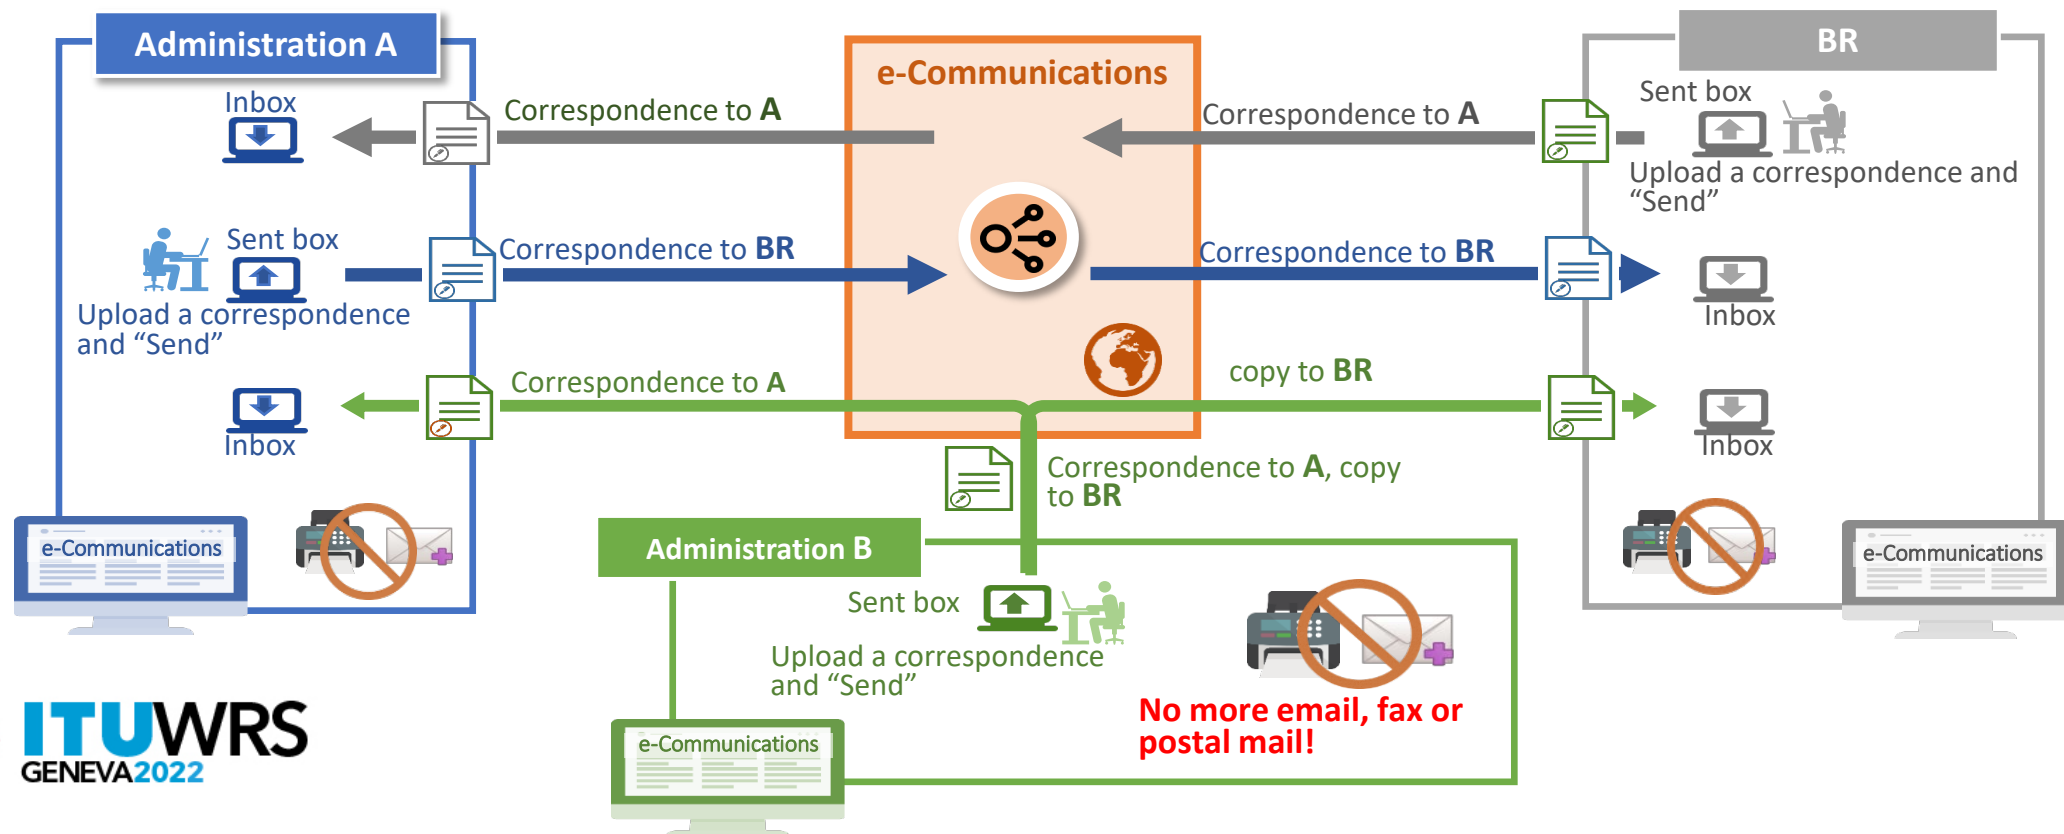 Administration A
e-Communications
BR
Inbox
Correspondence to A
Correspondence to A
Sent box
Upload a correspondence and
“Send”
Sent box
Correspondence to BR
Correspondence to BR
Upload a correspondence
and “Send”
Inbox
Correspondence to A
copy to BR
Inbox
Inbox
Correspondence to A, copy
to BR
e-Communications
Administration B
e-Communications
Sent box
Upload a correspondence
and “Send”
No more email, fax or
postal mail!
e-Communications
ITUWRS
GENEVA2022